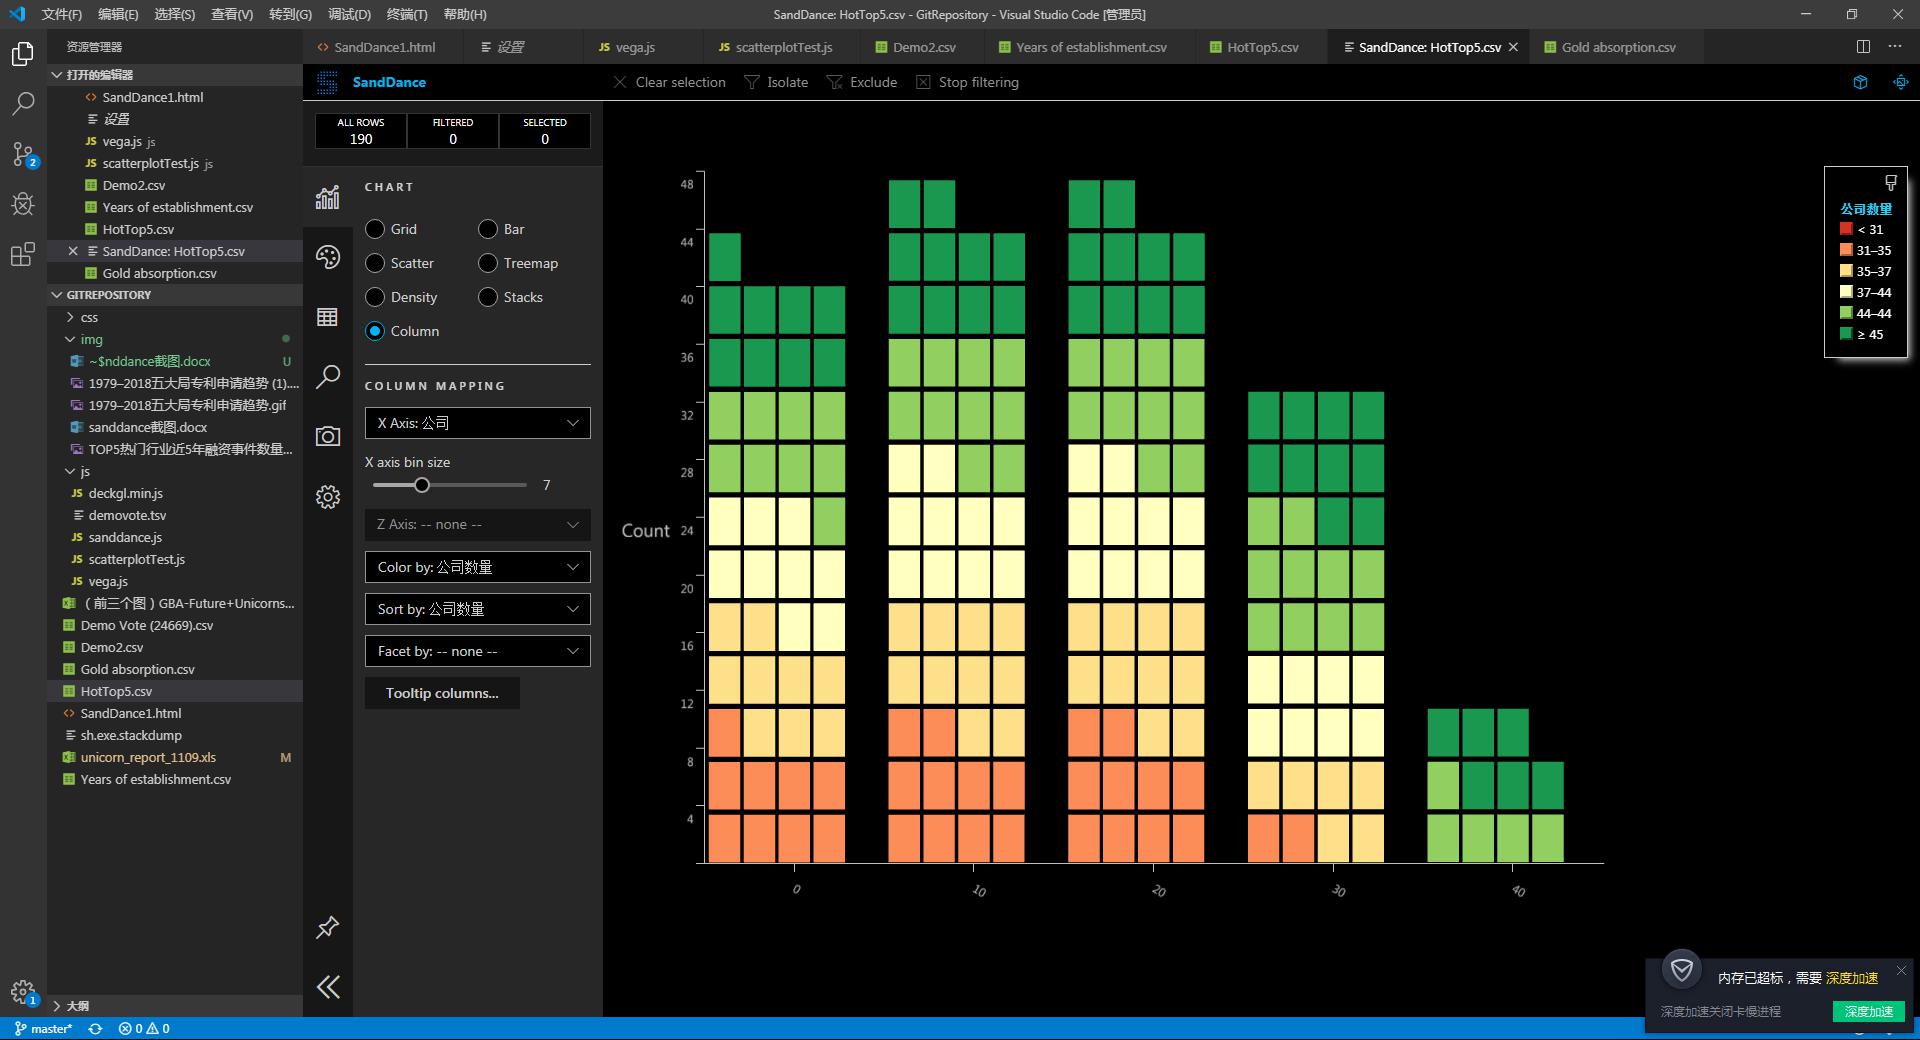 文件(F) 编辑(E) 选择(S) 查看(V) 转到(G) 调试(D) 终端(T) 帮助(H)
SandDance: HotTop5.csv - GitRepository - Visual Studio Code [管理员]
资源管理器
SandDance1.html
设置
JS vega.js
JS scatterplotTest.js
Demo2.csv
Years of establishment.csv
HotTop5.csv
SandDance: HotTop5.csv
Gold absorption.csv
打开的编辑器
SandDance1.html
设置
JS vega.js js
JS scatterplotTest.js js
Demo2.csv
Years of establishment.csv
HotTop5.csv
SandDance: HotTop5.csv
Gold absorption.csv
GITREPOSITORY
css
img
~$nddance截图.docx U
1979–2018五大局专利申请趋势 (1)....
1979–2018五大局专利申请趋势.gif
sanddance截图.docx
TOP5热门行业近5年融资事件数量...
js
JS deckgl.min.js
demovote.tsv
JS sanddance.js
JS scatterplotTest.js
JS vega.js
（前三个图）GBA-Future+Unicorns...
Demo Vote (24669).csv
Demo2.csv
Gold absorption.csv
HotTop5.csv
SandDance1.html
sh.exe.stackdump
unicorn_report_1109.xls M
Years of establishment.csv
大纲
2
1
SandDance
Clear selection
Isolate
Exclude
Stop filtering
ALL ROWS
190
FILTERED
0
SELECTED
0
CHART
Grid
Bar
Scatter
Treemap
Density
Stacks
Column
COLUMN MAPPING
X Axis: 公司
X axis bin size
7
Z Axis: -- none --
Color by: 公司数量
Sort by: 公司数量
Facet by: -- none --
Tooltip columns...
Count
48
44
40
36
32
28
24
20
16
12
8
4
0
10
20
30
40
公司数量
< 31
31–35
35–37
37–44
44–44
≥ 45
内存已超标，需要 深度加速
深度加速关闭卡慢进程
深度加速
master*
0
0